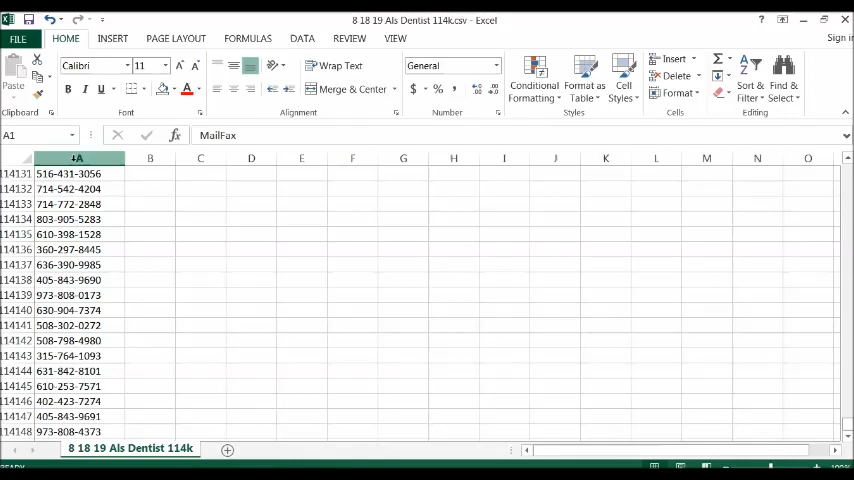 8 18 19 Als Dentist 114k.csv - Excel
FILE HOME INSERT PAGE LAYOUT FORMULAS DATA REVIEW VIEW Sign in
Calibri 11 A A Wrap Text General Insert Σ
Paste B I U A Merge & Center $ % , Conditional Formatting Format as Table Cell Styles Delete Format Sort & Filter Find & Select
Clipboard Font Alignment Number Styles Cells Editing
A1 fx MailFax
A B C D E F G H I J K L M N O
114131 516-431-3056
114132 714-542-4204
114133 714-772-2848
114134 803-905-5283
114135 610-398-1528
114136 360-297-8445
114137 636-390-9985
114138 405-843-9690
114139 973-808-0173
114140 630-904-7374
114141 508-302-0272
114142 508-798-4980
114143 315-764-1093
114144 631-842-8101
114145 610-253-7571
114146 402-423-7274
114147 405-843-9691
114148 973-808-4373
8 18 19 Als Dentist 114k
READY 100%